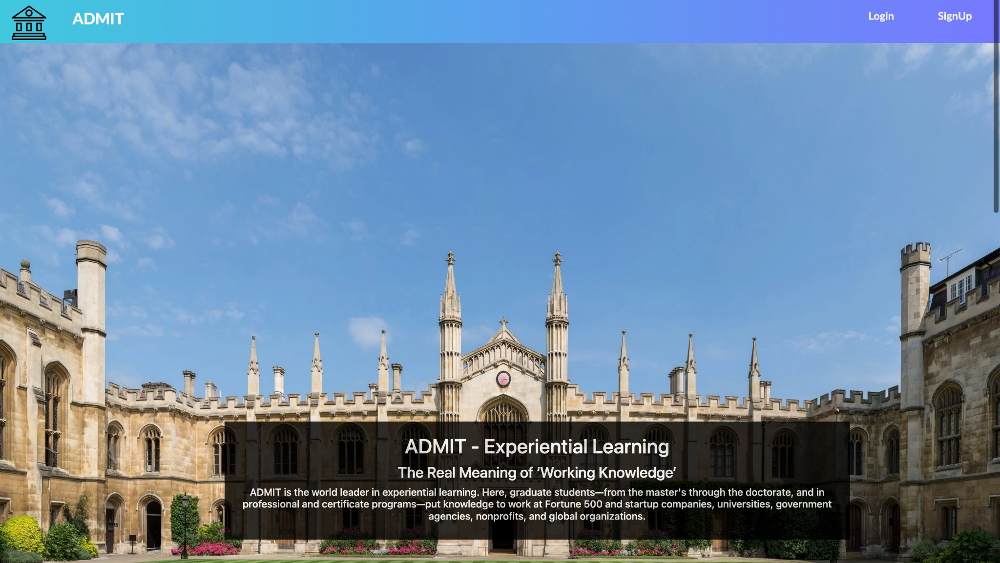 ADMIT
Login
SignUp
ADMIT - Experiential Learning
The Real Meaning of ‘Working Knowledge’
ADMIT is the world leader in experiential learning. Here, graduate students—from the master's through the doctorate, and in
professional and certificate programs—put knowledge to work at Fortune 500 and startup companies, universities, government
agencies, nonprofits, and global organizations.